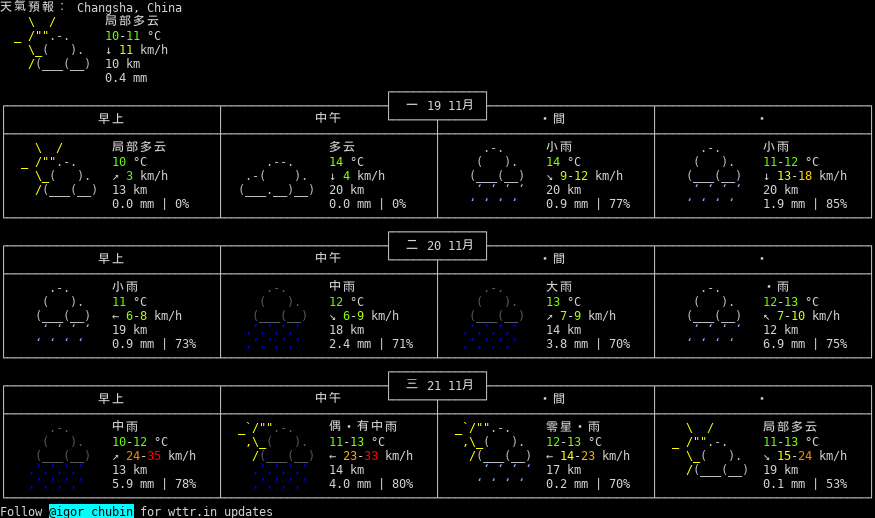 天氣預報： Changsha, China
局部多云
10-11 °C
↓ 11 km/h
10 km
0.4 mm
一 19 11月
早上 中午 ・間 ・
局部多云 多云 小雨 小雨
10 °C 14 °C 14 °C 11-12 °C
↗ 3 km/h ↓ 4 km/h ↘ 9-12 km/h ↓ 13-18 km/h
13 km 20 km 20 km 20 km
0.0 mm | 0% 0.0 mm | 0% 0.9 mm | 77% 1.9 mm | 85%
二 20 11月
早上 中午 ・間 ・
小雨 中雨 大雨 ・雨
11 °C 12 °C 13 °C 12-13 °C
← 6-8 km/h ↘ 6-9 km/h ↗ 7-9 km/h ↖ 7-10 km/h
19 km 18 km 14 km 12 km
0.9 mm | 73% 2.4 mm | 71% 3.8 mm | 70% 6.9 mm | 75%
三 21 11月
早上 中午 ・間 ・
中雨 偶・有中雨 零星・雨 局部多云
10-12 °C 11-13 °C 12-13 °C 11-13 °C
↗ 24-35 km/h ← 23-33 km/h ← 14-23 km/h ↘ 15-24 km/h
13 km 14 km 17 km 19 km
5.9 mm | 78% 4.0 mm | 80% 0.2 mm | 70% 0.1 mm | 53%
Follow @igor_chubin for wttr.in updates